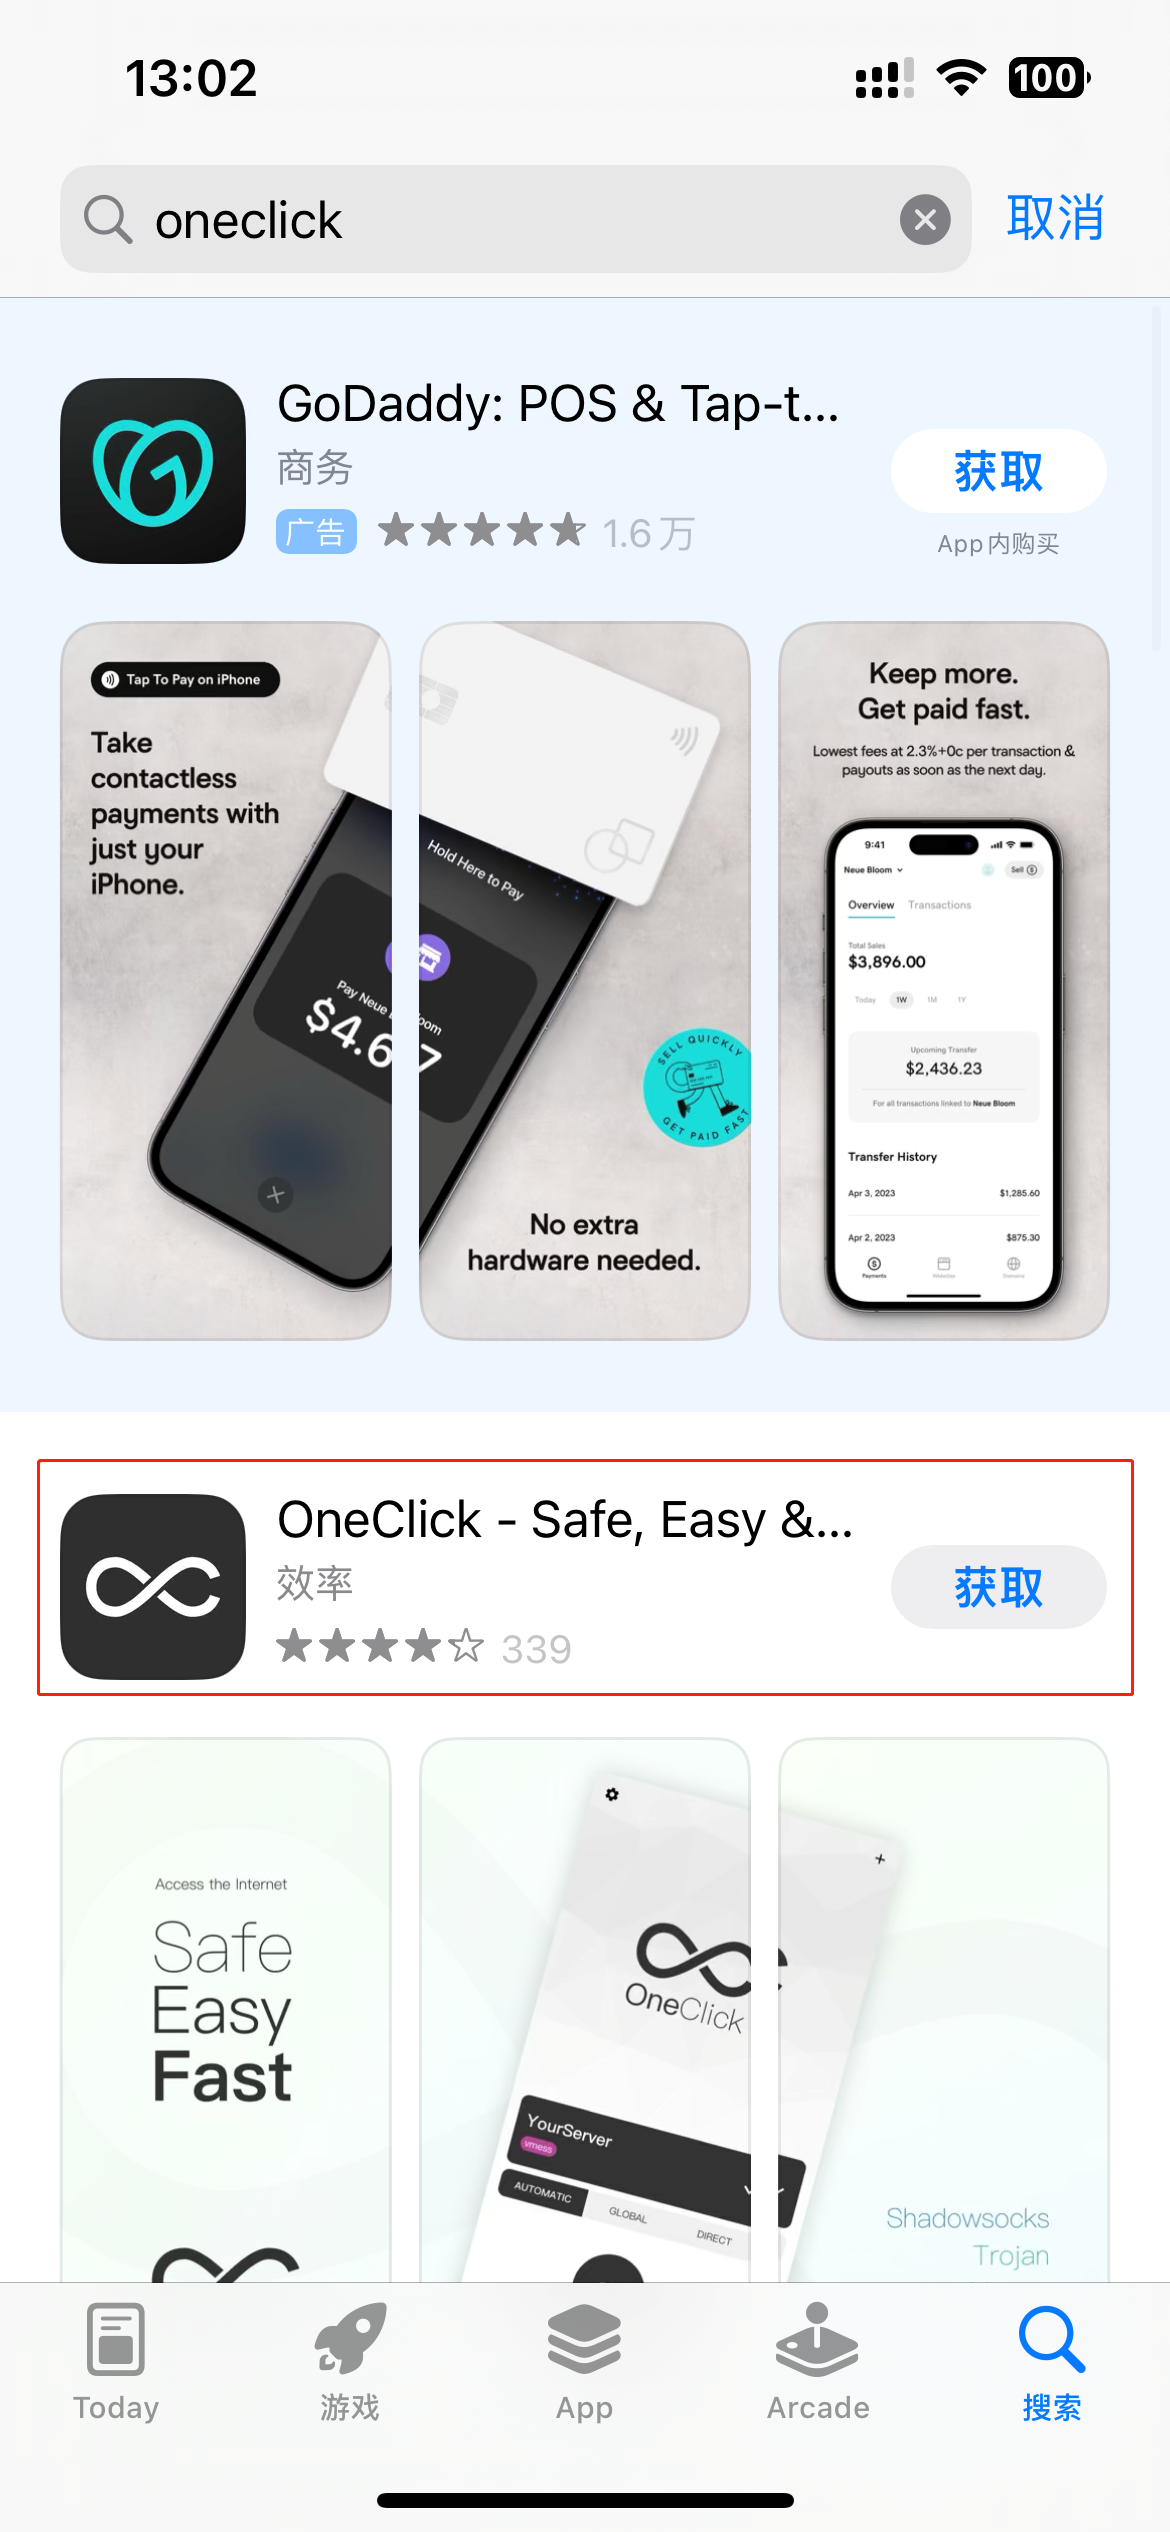 13:02
100
oneclick
取消
GoDaddy: POS & Tap-t...
商务
获取
广告
1.6万
App 内购买
Tap To Pay on iPhone
Take
contactless
payments with
just your
iPhone.
Hold Here to Pay
Pay Neue Bloom
SELL QUICKLY
GET PAID FAST
No extra
hardware needed.
Keep more.
Get paid fast.
Lowest fees at 2.3%+0c per transaction &
payouts as soon as the next day.
9:41
Neue Bloom
Sell
Overview Transactions
Total Sales
$3,896.00
Today 1W 1M 1Y
Upcoming Transfer
$2,436.23
For all transactions linked to Neue Bloom
Transfer History
Apr 3, 2023 $1,285.60
Apr 2, 2023 $875.30
Payments Websites Domains
OneClick - Safe, Easy &...
效率
获取
339
Access the Internet
Safe
Easy
Fast
OneClick
YourServer
vmess
AUTOMATIC GLOBAL DIRECT
Shadowsocks
Trojan
Today 游戏 App Arcade 搜索